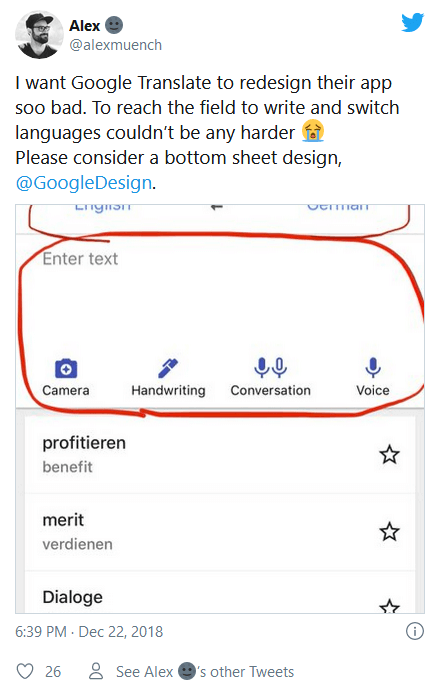 Alex 🌚
@alexmuench
I want Google Translate to redesign their app
soo bad. To reach the field to write and switch
languages couldn’t be any harder 😭
Please consider a bottom sheet design,
@GoogleDesign.
English German
Enter text
Camera Handwriting Conversation Voice
profitieren
benefit
merit
verdienen
Dialoge
6:39 PM · Dec 22, 2018
26 See Alex 🌚's other Tweets